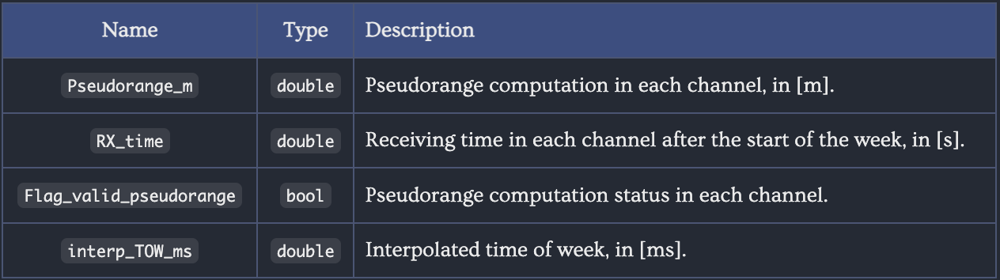 Name Type Description
Pseudorange_m double Pseudorange computation in each channel, in [m].
RX_time double Receiving time in each channel after the start of the week, in [s].
Flag_valid_pseudorange bool Pseudorange computation status in each channel.
interp_TOW_ms double Interpolated time of week, in [ms].